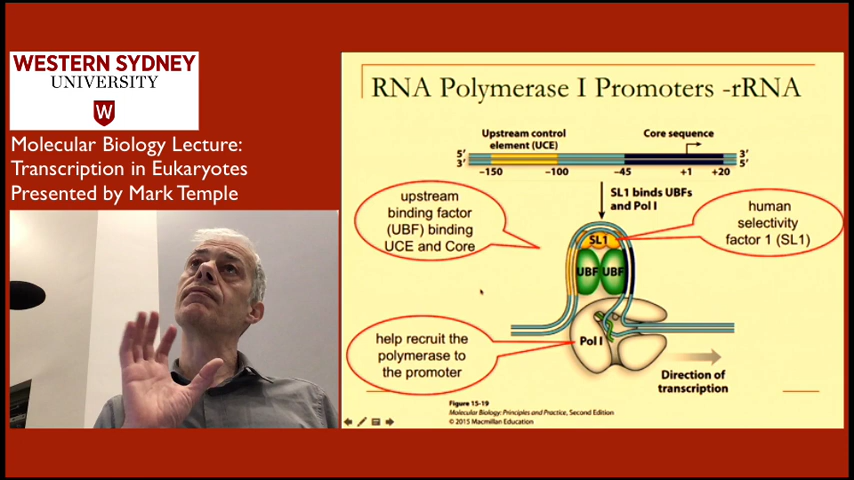 WESTERN SYDNEY
UNIVERSITY
W
Molecular Biology Lecture:
Transcription in Eukaryotes
Presented by Mark Temple
RNA Polymerase I Promoters -rRNA
Upstream control
element (UCE)
Core sequence
5′ 3′
3′ 5′
–150 –100 –45 +1 +20
SL1 binds UBFs
and Pol I
upstream
binding factor
(UBF) binding
UCE and Core
human
selectivity
factor 1 (SL1)
SL1
UBF UBF
help recruit the
polymerase to
the promoter
Pol I
Direction of
transcription
Figure 15-19
Molecular Biology: Principles and Practice, Second Edition
© 2015 Macmillan Education